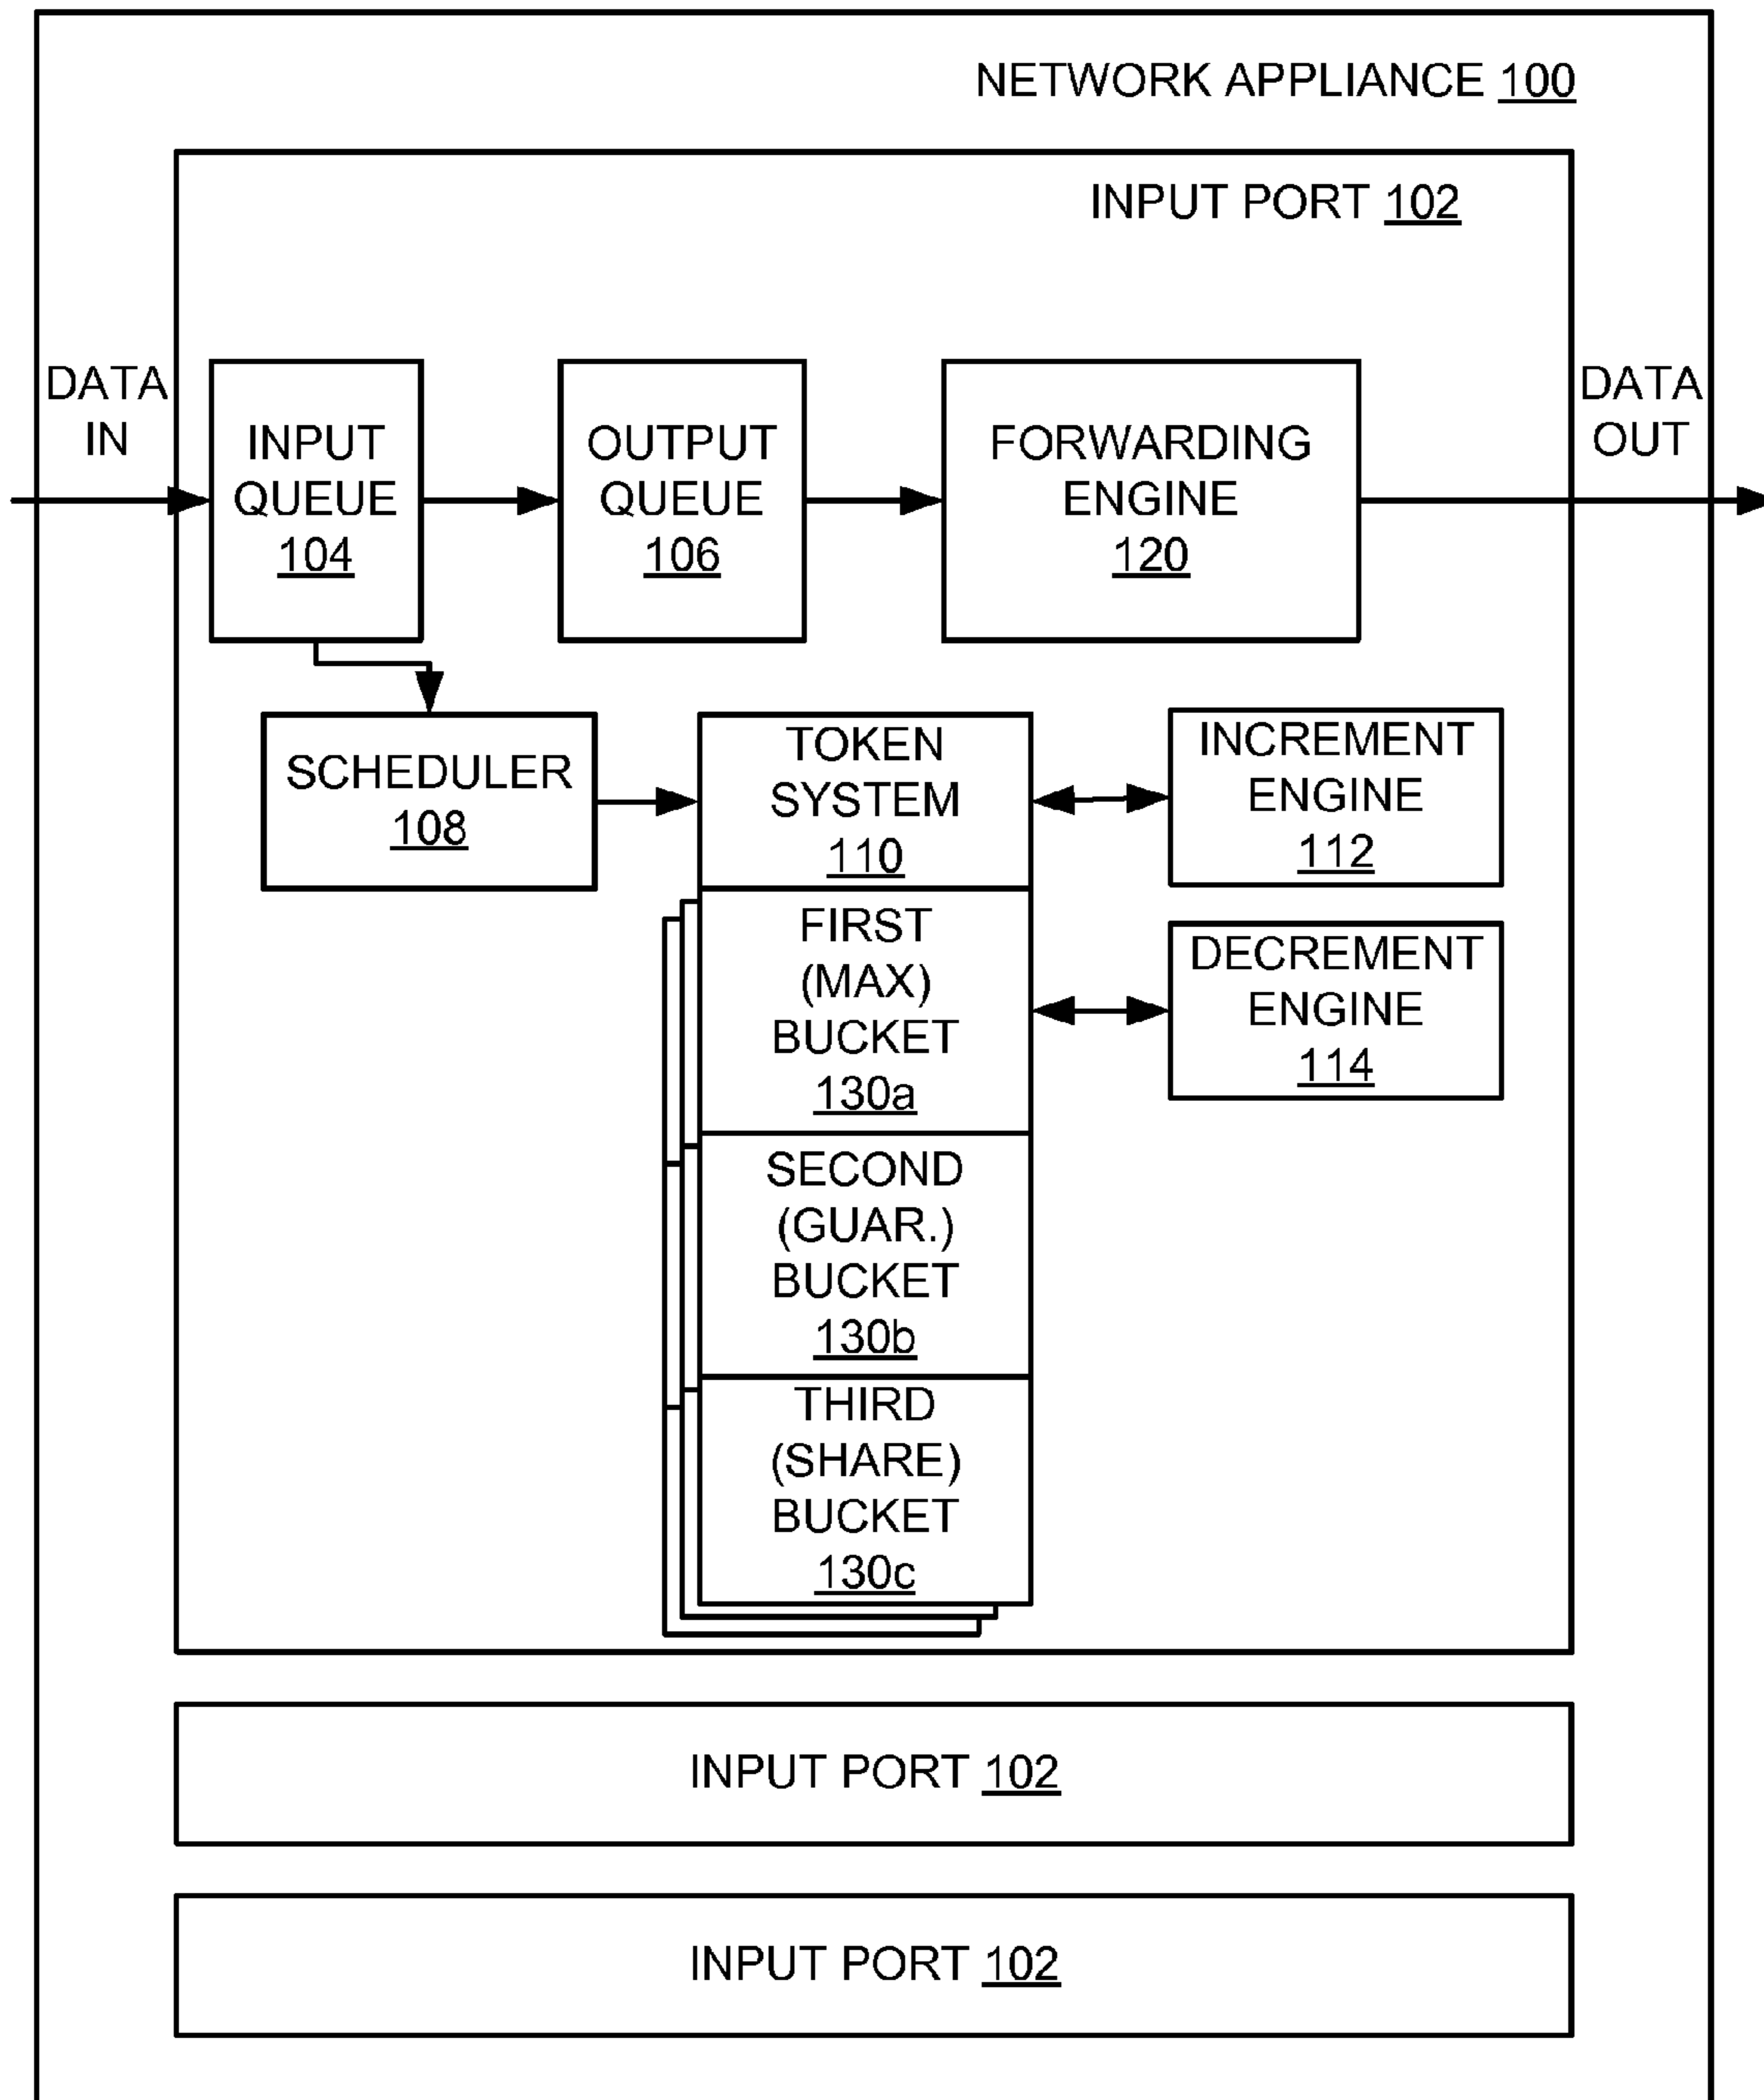 NETWORK APPLIANCE 100
INPUT PORT 102
DATA
IN
INPUT
QUEUE
104
OUTPUT
QUEUE
106
FORWARDING
ENGINE
120
DATA
OUT
SCHEDULER
108
TOKEN
SYSTEM
110
INCREMENT
ENGINE
112
FIRST
(MAX)
BUCKET
130a
DECREMENT
ENGINE
114
SECOND
(GUAR.)
BUCKET
130b
THIRD
(SHARE)
BUCKET
130c
INPUT PORT 102
INPUT PORT 102